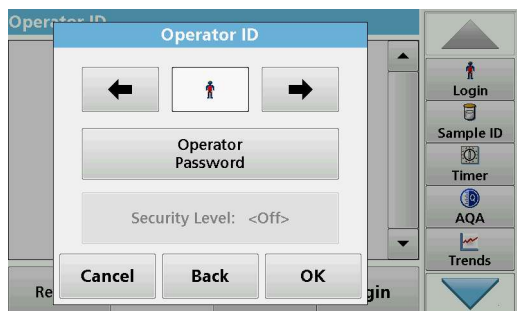 Operator ID
Operator ID
Operator
Password
Security Level: <Off>
Cancel
Back
OK
Login
Sample ID
Timer
AQA
Trends